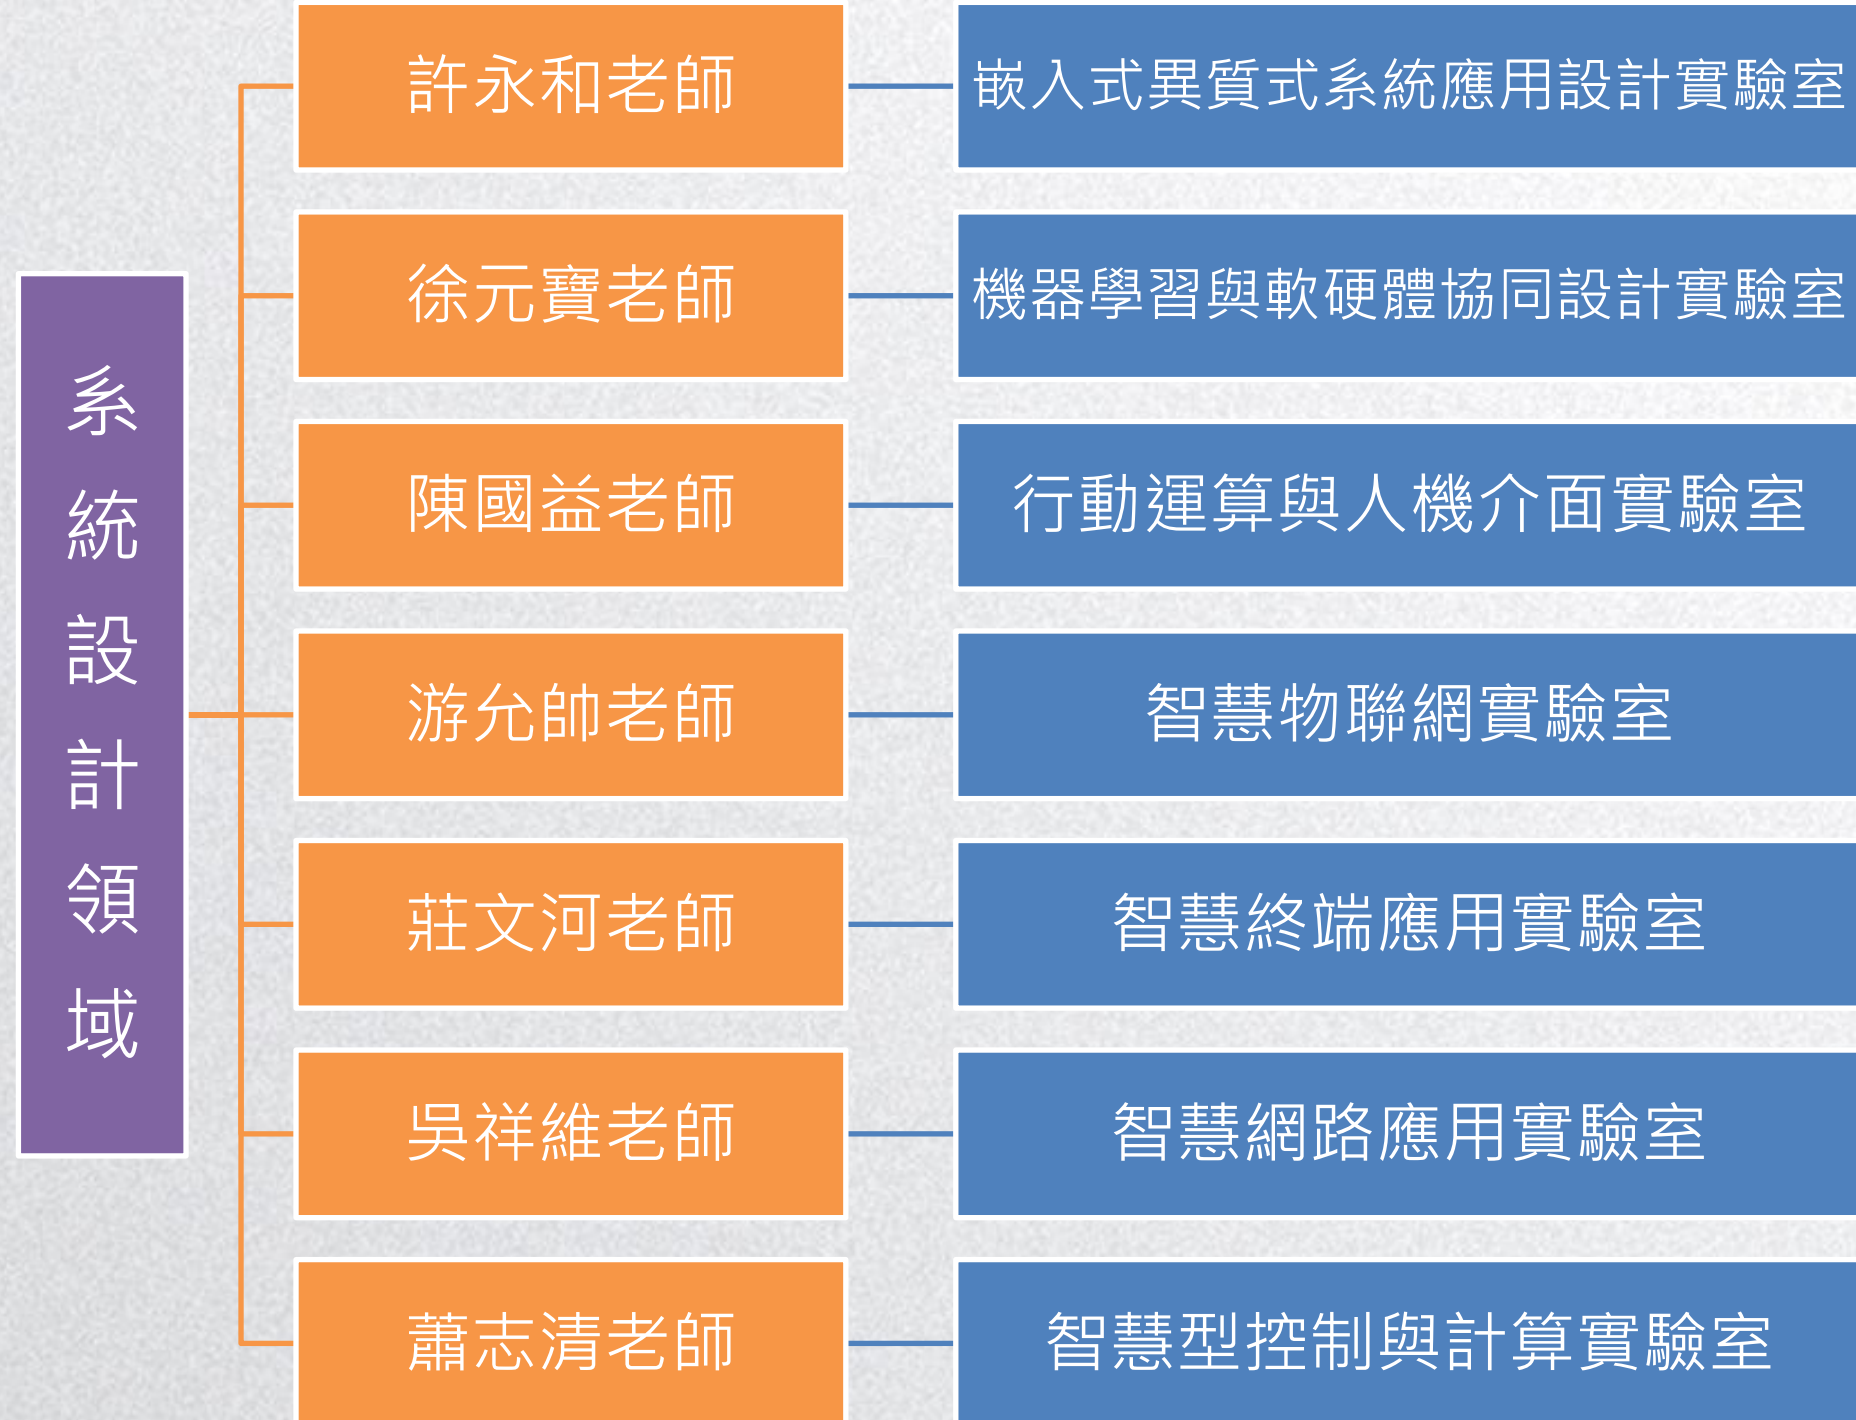 系統設計領域
許永和老師
嵌入式異質式系統應用設計實驗室
徐元寶老師
機器學習與軟硬體協同設計實驗室
陳國益老師
行動運算與人機介面實驗室
游允帥老師
智慧物聯網實驗室
莊文河老師
智慧終端應用實驗室
吳祥維老師
智慧網路應用實驗室
蕭志清老師
智慧型控制與計算實驗室